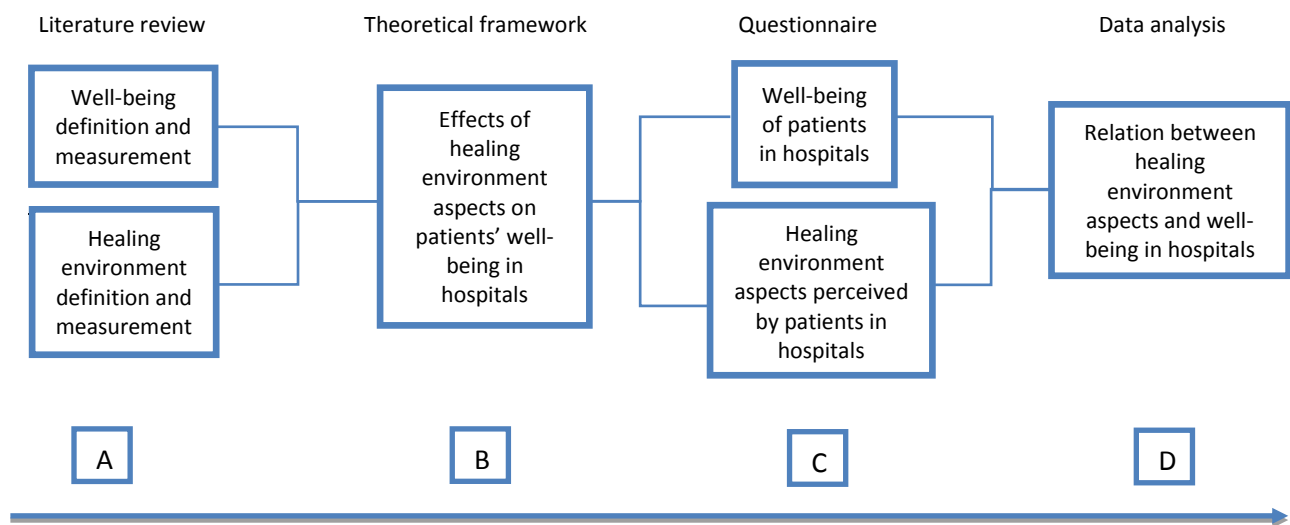 Literature review
Theoretical framework
Questionnaire
Data analysis
Well-being
definition and
measurement
Healing
environment
definition and
measurement
Effects of
healing
environment
aspects on
patients’ well-
being in
hospitals
Well-being
of patients
in hospitals
Healing
environment
aspects perceived
by patients in
hospitals
Relation between
healing
environment
aspects and well-
being in hospitals
A
B
C
D